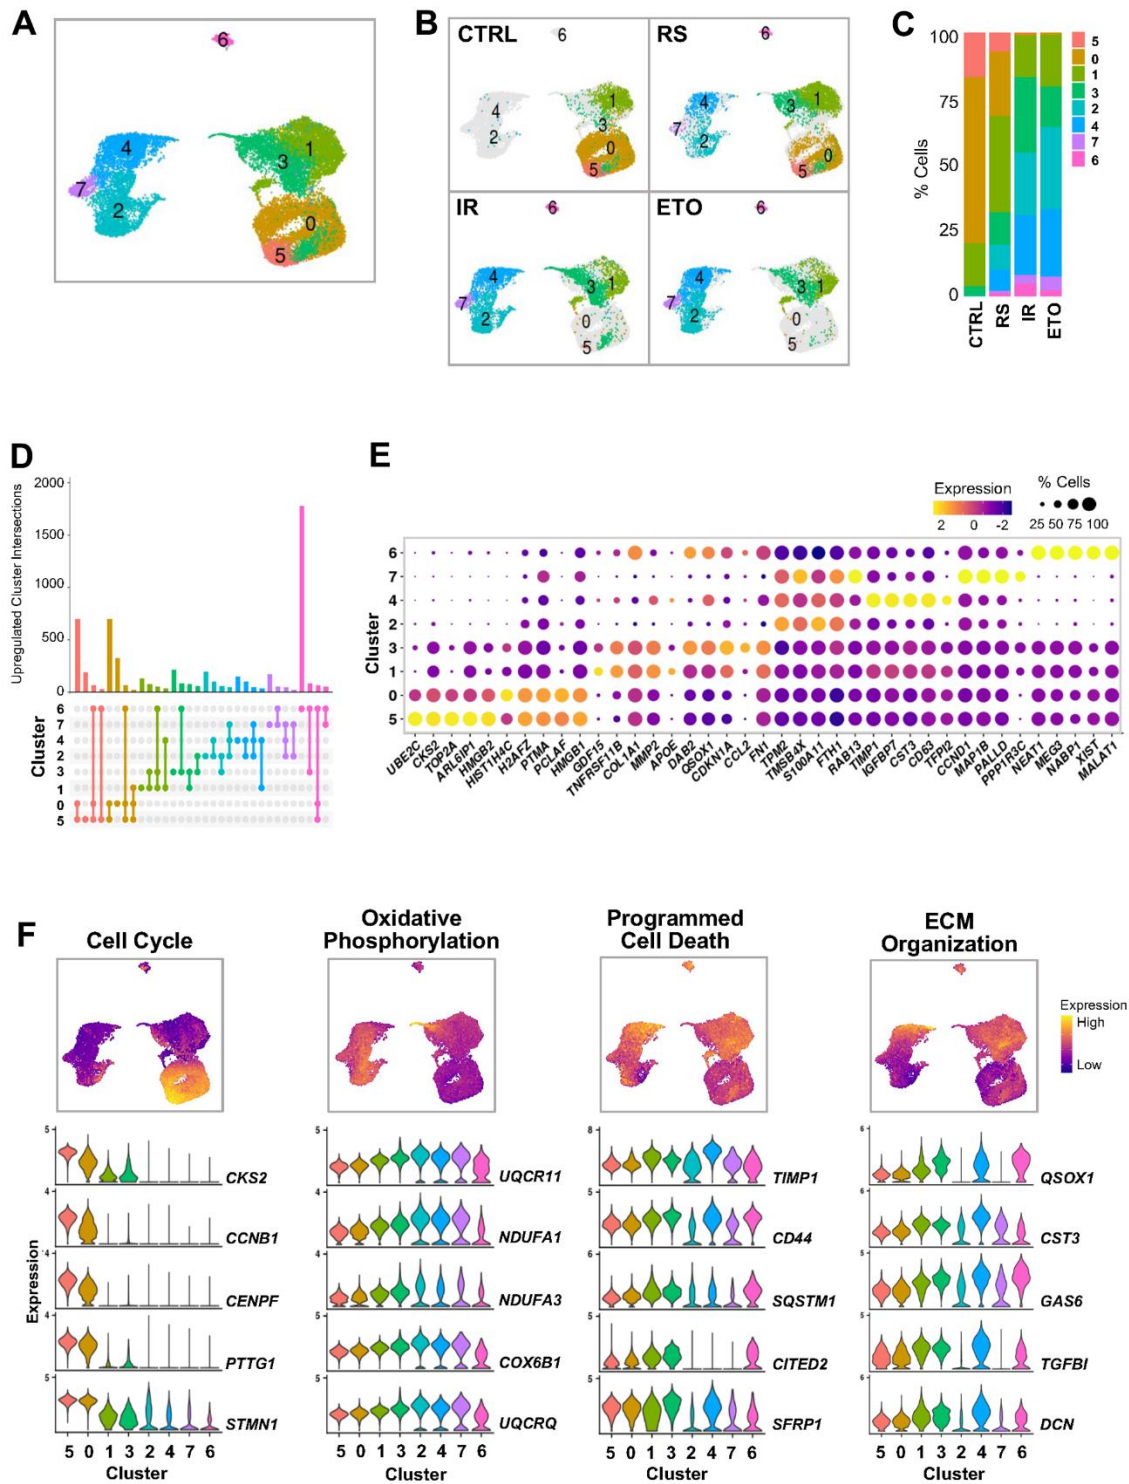 A
6
4
7
2
3
1
0
5
B
CTRL
6
4
2
1
3
0
5
RS
6
4
7
2
3
1
0
5
IR
6
4
7
2
3
1
0
5
ETO
6
4
7
2
3
1
0
5
C
% Cells
100
75
50
25
0
CTRL
RS
IR
ETO
5
0
1
3
2
4
7
6
D
Upregulated Cluster Intersections
2000
1500
1000
500
0
Cluster
6
7
4
2
3
1
0
5
E
Expression
2 0 -2
% Cells
25 50 75 100
Cluster
6
7
4
2
3
1
0
5
UBE2C
CKS2
TOP2A
ARL6IP1
HMGB2
HIST1H4C
H2AFZ
PTMA
PCLAF
HMGB1
GDF15
TNFRSF11B
COL1A1
MMP2
APOE
DAB2
QSOX1
CDKN1A
CCL2
FN1
TPM2
TMSB4X
S100A11
FTH1
RAB13
TIMP1
IGFBP7
CST3
CD63
TFPI2
CCND1
MAP1B
PALLD
PPP1R3C
NEAT1
MEG3
NABP1
XIST
MALAT1
F
Cell Cycle
Oxidative
Phosphorylation
Programmed
Cell Death
ECM
Organization
Expression
High
Low
Expression
5
CKS2
4
CCNB1
4
CENPF
5
PTTG1
5
STMN1
5 0 1 3 2 4 7 6
Cluster
5
UQCR11
4
NDUFA1
4
NDUFA3
5
COX6B1
5
UQCRQ
5 0 1 3 2 4 7 6
Cluster
8
TIMP1
5
CD44
6
SQSTM1
5
CITED2
5
SFRP1
5 0 1 3 2 4 7 6
Cluster
6
QSOX1
6
CST3
5
GAS6
5
TGFBI
5
DCN
5 0 1 3 2 4 7 6
Cluster